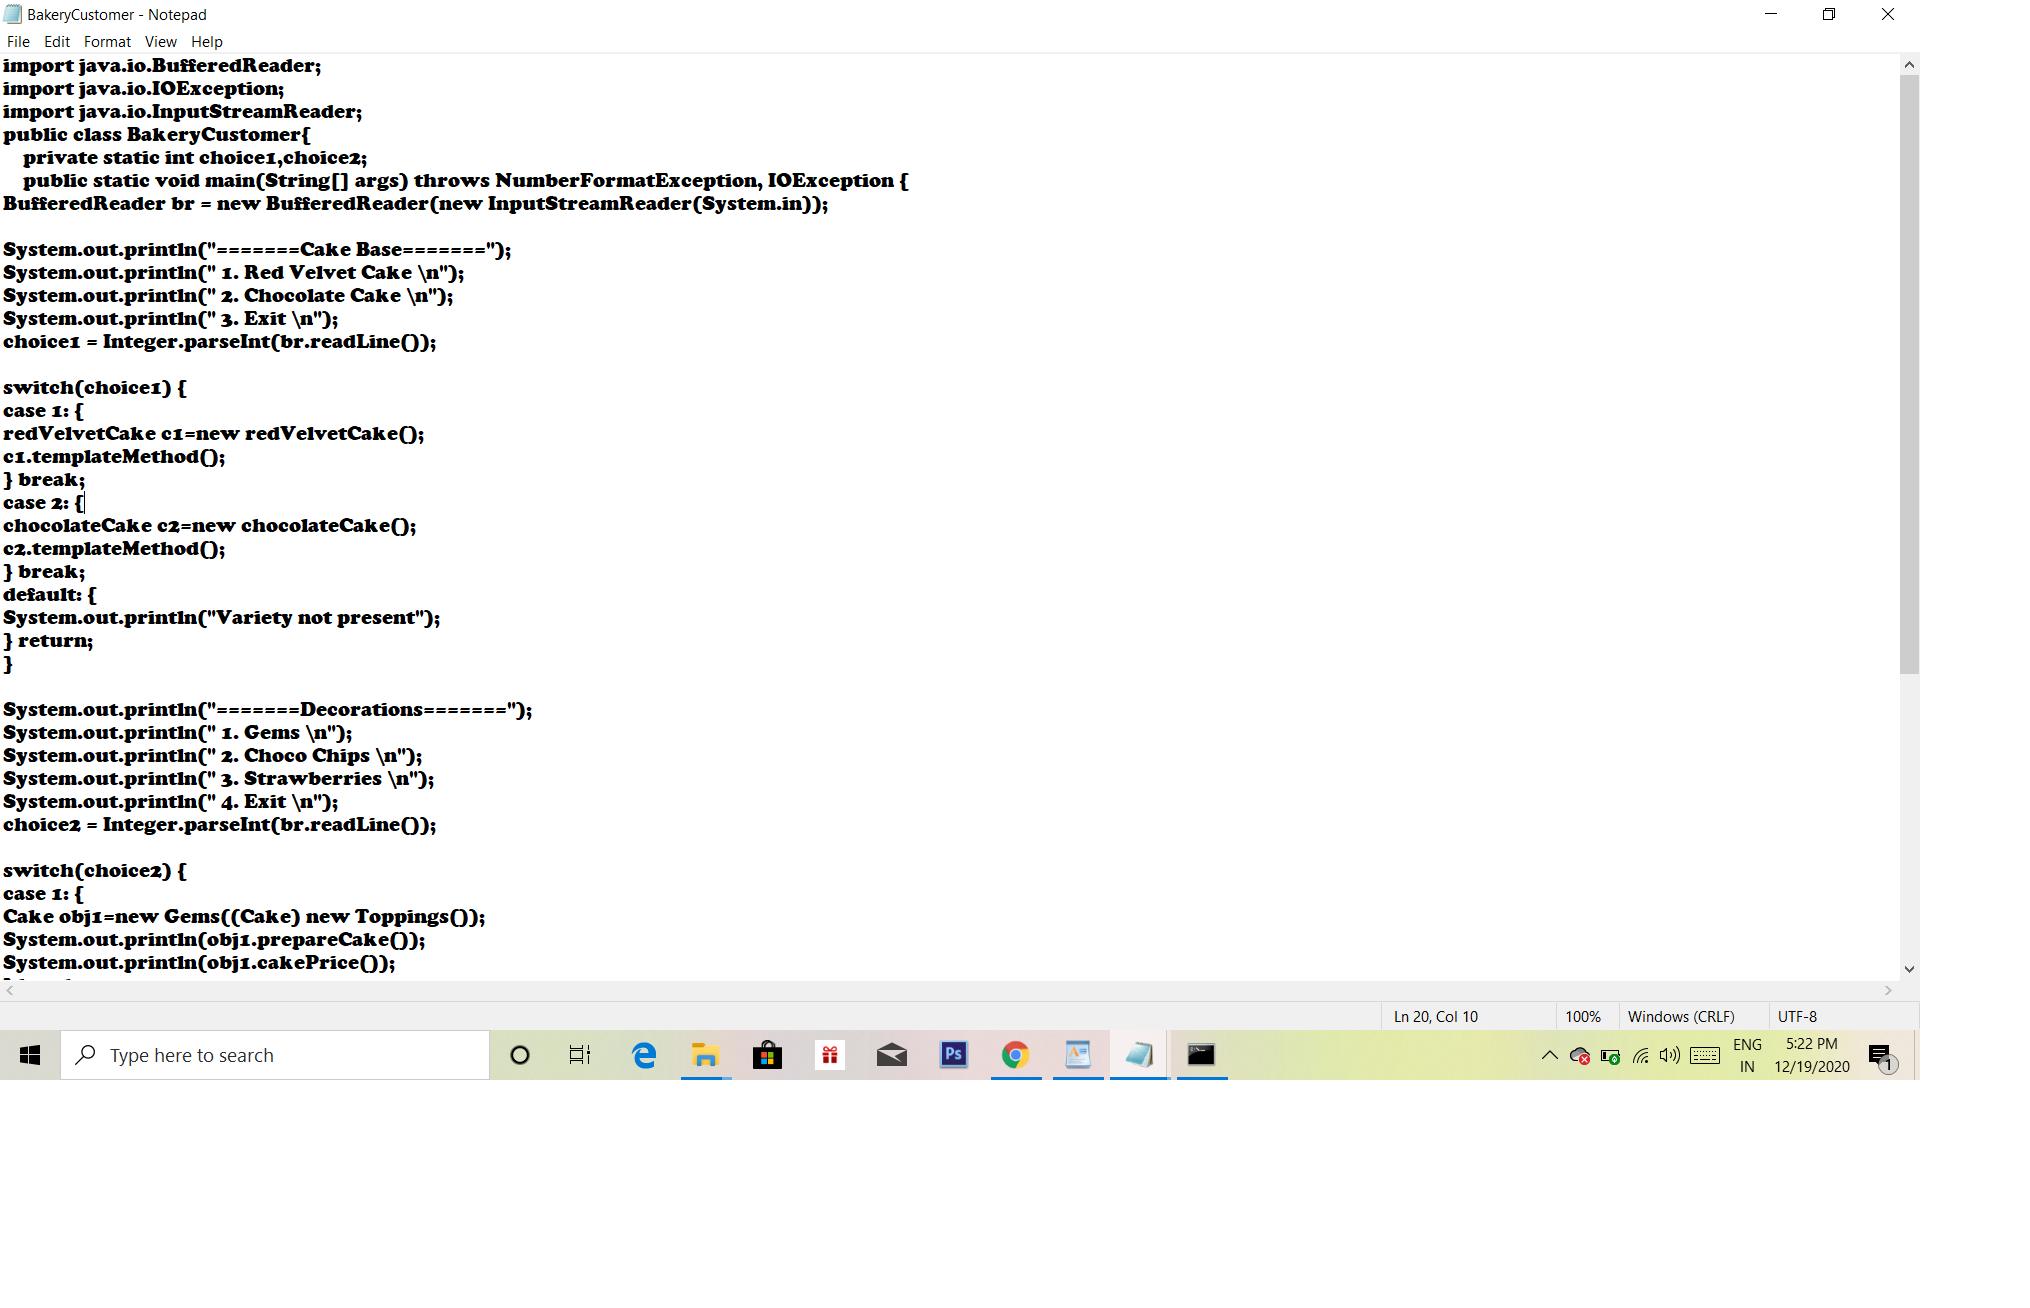 BakeryCustomer - Notepad
File Edit Format View Help
import java.io.BufferedReader;
import java.io.IOException;
import java.io.InputStreamReader;
public class BakeryCustomer{
    private static int choice1,choice2;
    public static void main(String[] args) throws NumberFormatException, IOException {
BufferedReader br = new BufferedReader(new InputStreamReader(System.in));
System.out.println("=======Cake Base=======");
System.out.println(" 1. Red Velvet Cake \n");
System.out.println(" 2. Chocolate Cake \n");
System.out.println(" 3. Exit \n");
choice1 = Integer.parseInt(br.readLine());
switch(choice1) {
case 1: {
redVelvetCake c1=new redVelvetCake();
c1.templateMethod();
} break;
case 2: {
chocolateCake c2=new chocolateCake();
c2.templateMethod();
} break;
default: {
System.out.println("Variety not present");
} return;
}
System.out.println("=======Decorations=======");
System.out.println(" 1. Gems \n");
System.out.println(" 2. Choco Chips \n");
System.out.println(" 3. Strawberries \n");
System.out.println(" 4. Exit \n");
choice2 = Integer.parseInt(br.readLine());
switch(choice2) {
case 1: {
Cake obj1=new Gems((Cake) new Toppings());
System.out.println(obj1.prepareCake());
System.out.println(obj1.cakePrice());
Ln 20, Col 10 100% Windows (CRLF) UTF-8
Type here to search
Ps
ENG
IN
5:22 PM
12/19/2020
1